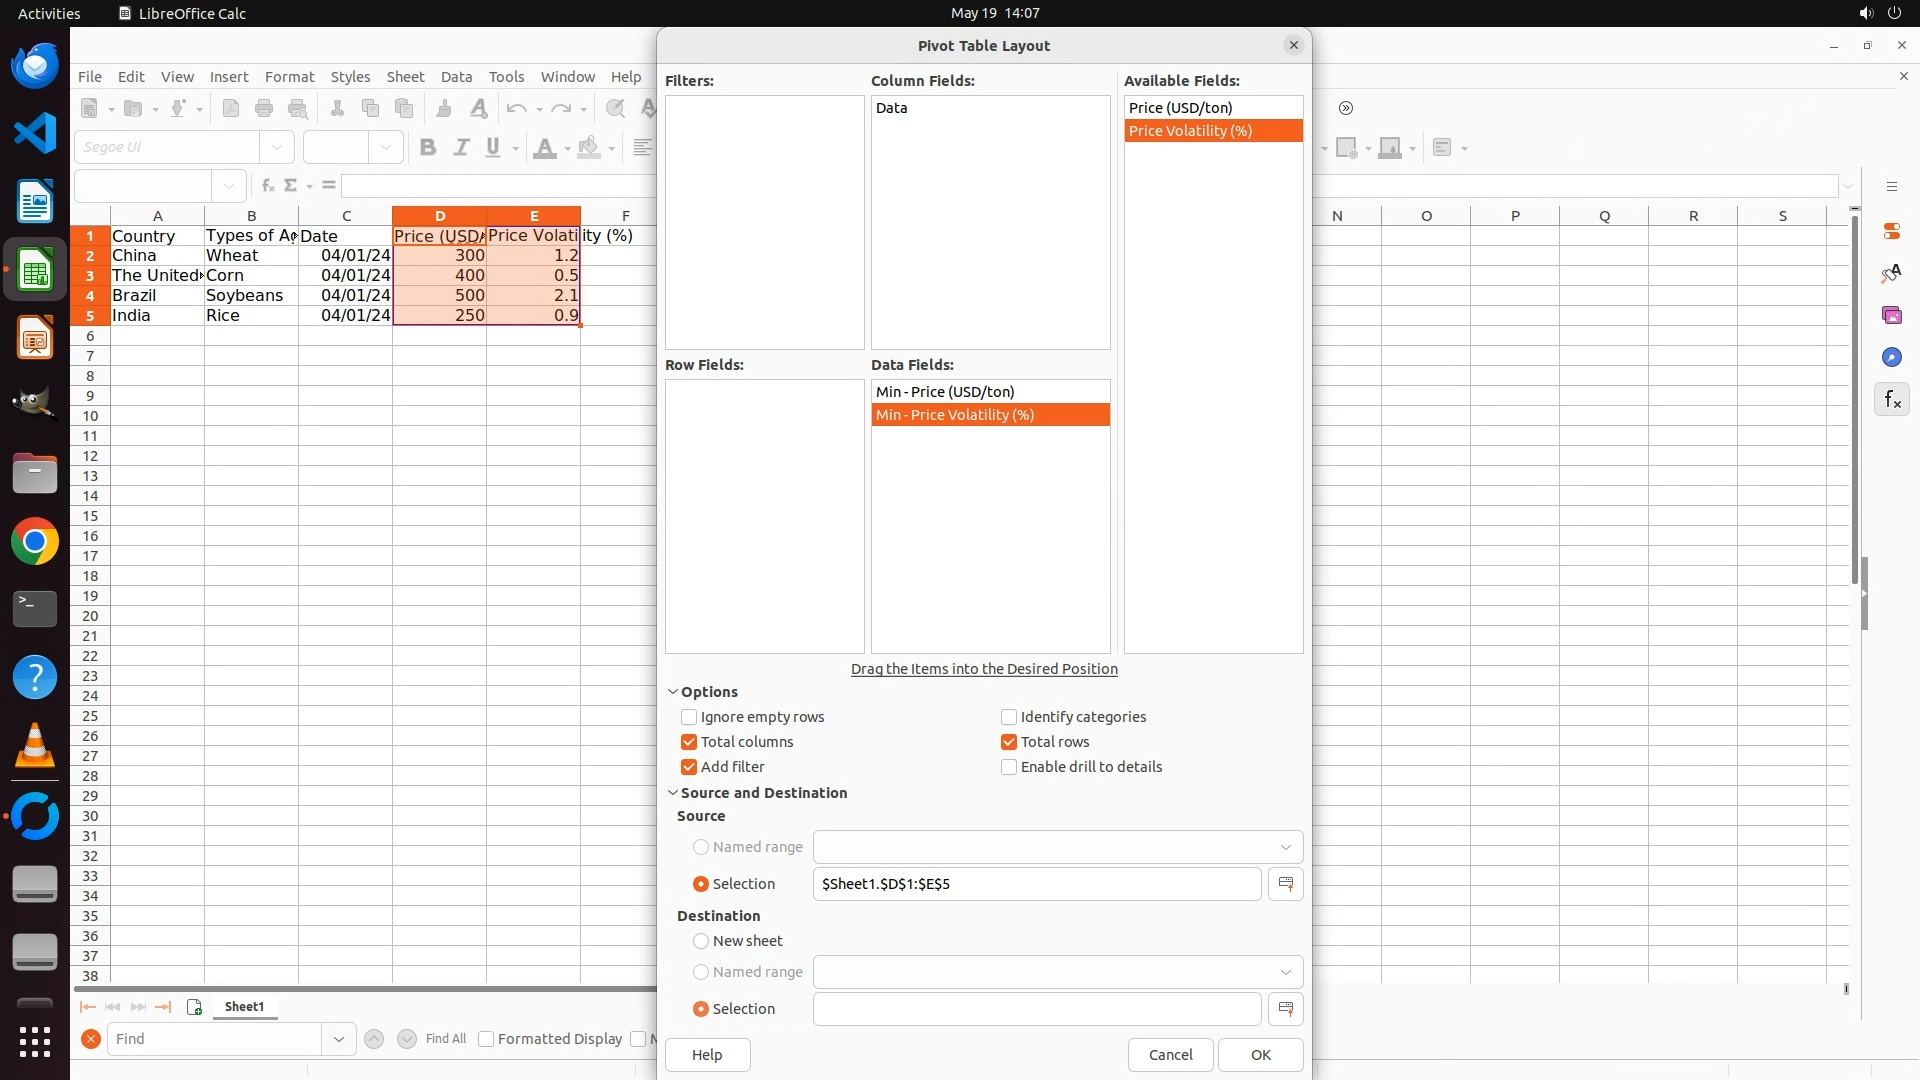 Activities
LibreOffice Calc
May 19 14:07
Pivot Table Layout
File Edit View Insert Format Styles Sheet Data Tools Window Help
Segoe UI
Filters:
Column Fields:
Data
Available Fields:
Price (USD/ton)
Price Volatility (%)
Row Fields:
Data Fields:
Min - Price (USD/ton)
Min - Price Volatility (%)
A B C D E F N O P Q R S
1 Country Types of Ag Date Price (USD/ Price Volatility (%)
2 China Wheat 04/01/24 300 1.2
3 The United Corn 04/01/24 400 0.5
4 Brazil Soybeans 04/01/24 500 2.1
5 India Rice 04/01/24 250 0.9
6
7
8
9
10
11
12
13
14
15
16
17
18
19
20
21
22
23
24
25
26
27
28
29
30
31
32
33
34
35
36
37
38
Drag the Items into the Desired Position
Options
Ignore empty rows Identify categories
Total columns Total rows
Add filter Enable drill to details
Source and Destination
Source
Named range
Selection $Sheet1.$D$1:$E$5
Destination
New sheet
Named range
Selection
Help Cancel OK
Sheet1
Find Find All Formatted Display M